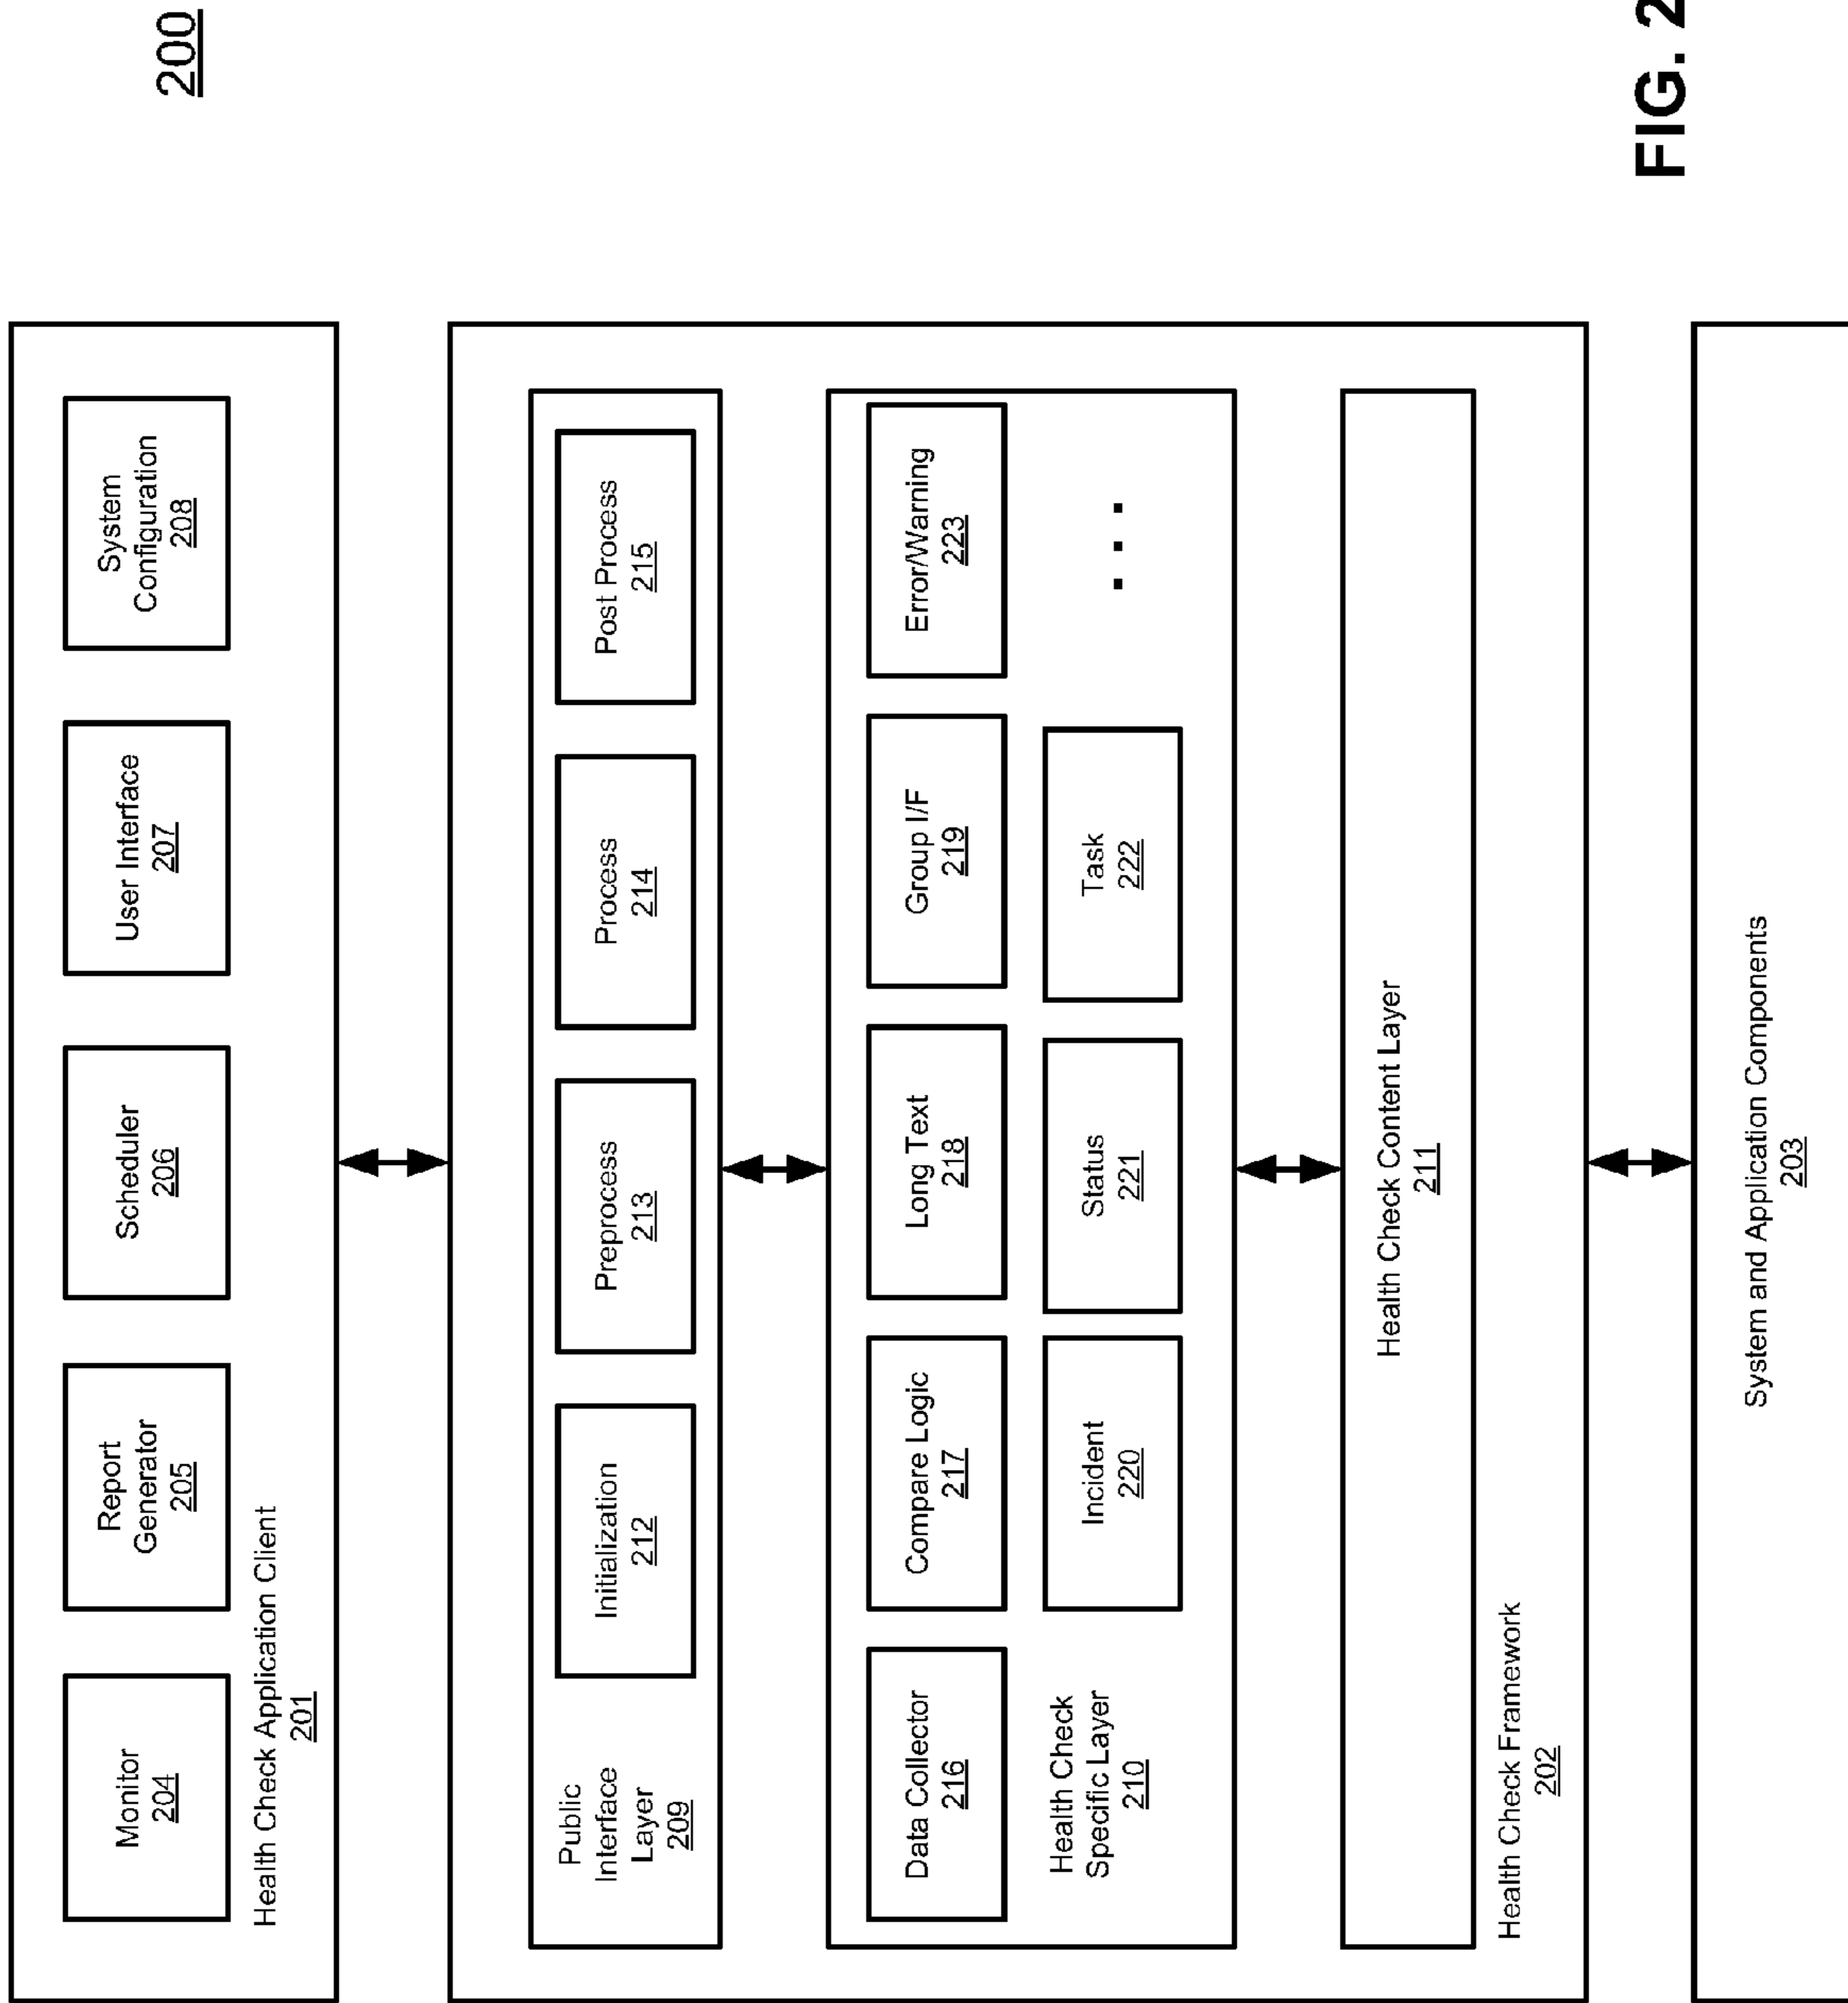 200
Monitor
204
Report
Generator
205
Scheduler
206
User Interface
207
System
Configuration
208
Health Check Application Client
201
Public
Interface
Layer
209
Initialization
212
Preprocess
213
Process
214
Post Process
215
Data Collector
216
Compare Logic
217
Long Text
218
Group I/F
219
Error/Warning
223
Health Check
Specific Layer
210
Incident
220
Status
221
Task
222
. . .
Health Check Content Layer
211
Health Check Framework
202
System and Application Components
203
FIG. 2